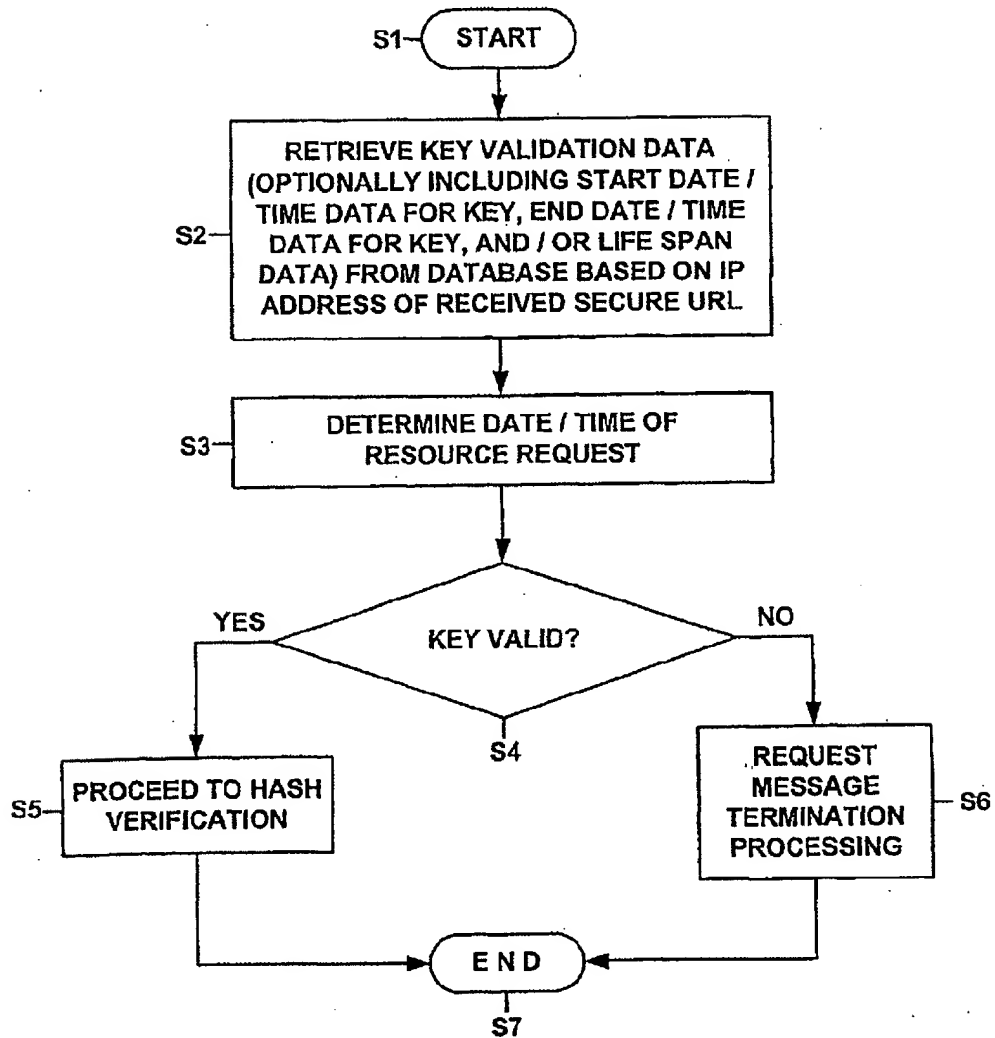 S1
START
RETRIEVE KEY VALIDATION DATA
(OPTIONALLY INCLUDING START DATE /
TIME DATA FOR KEY, END DATE / TIME
DATA FOR KEY, AND / OR LIFE SPAN
DATA) FROM DATABASE BASED ON IP
ADDRESS OF RECEIVED SECURE URL
S2
DETERMINE DATE / TIME OF
RESOURCE REQUEST
S3
YES
NO
KEY VALID?
S4
PROCEED TO HASH
VERIFICATION
S5
REQUEST
MESSAGE
TERMINATION
PROCESSING
S6
E N D
S7